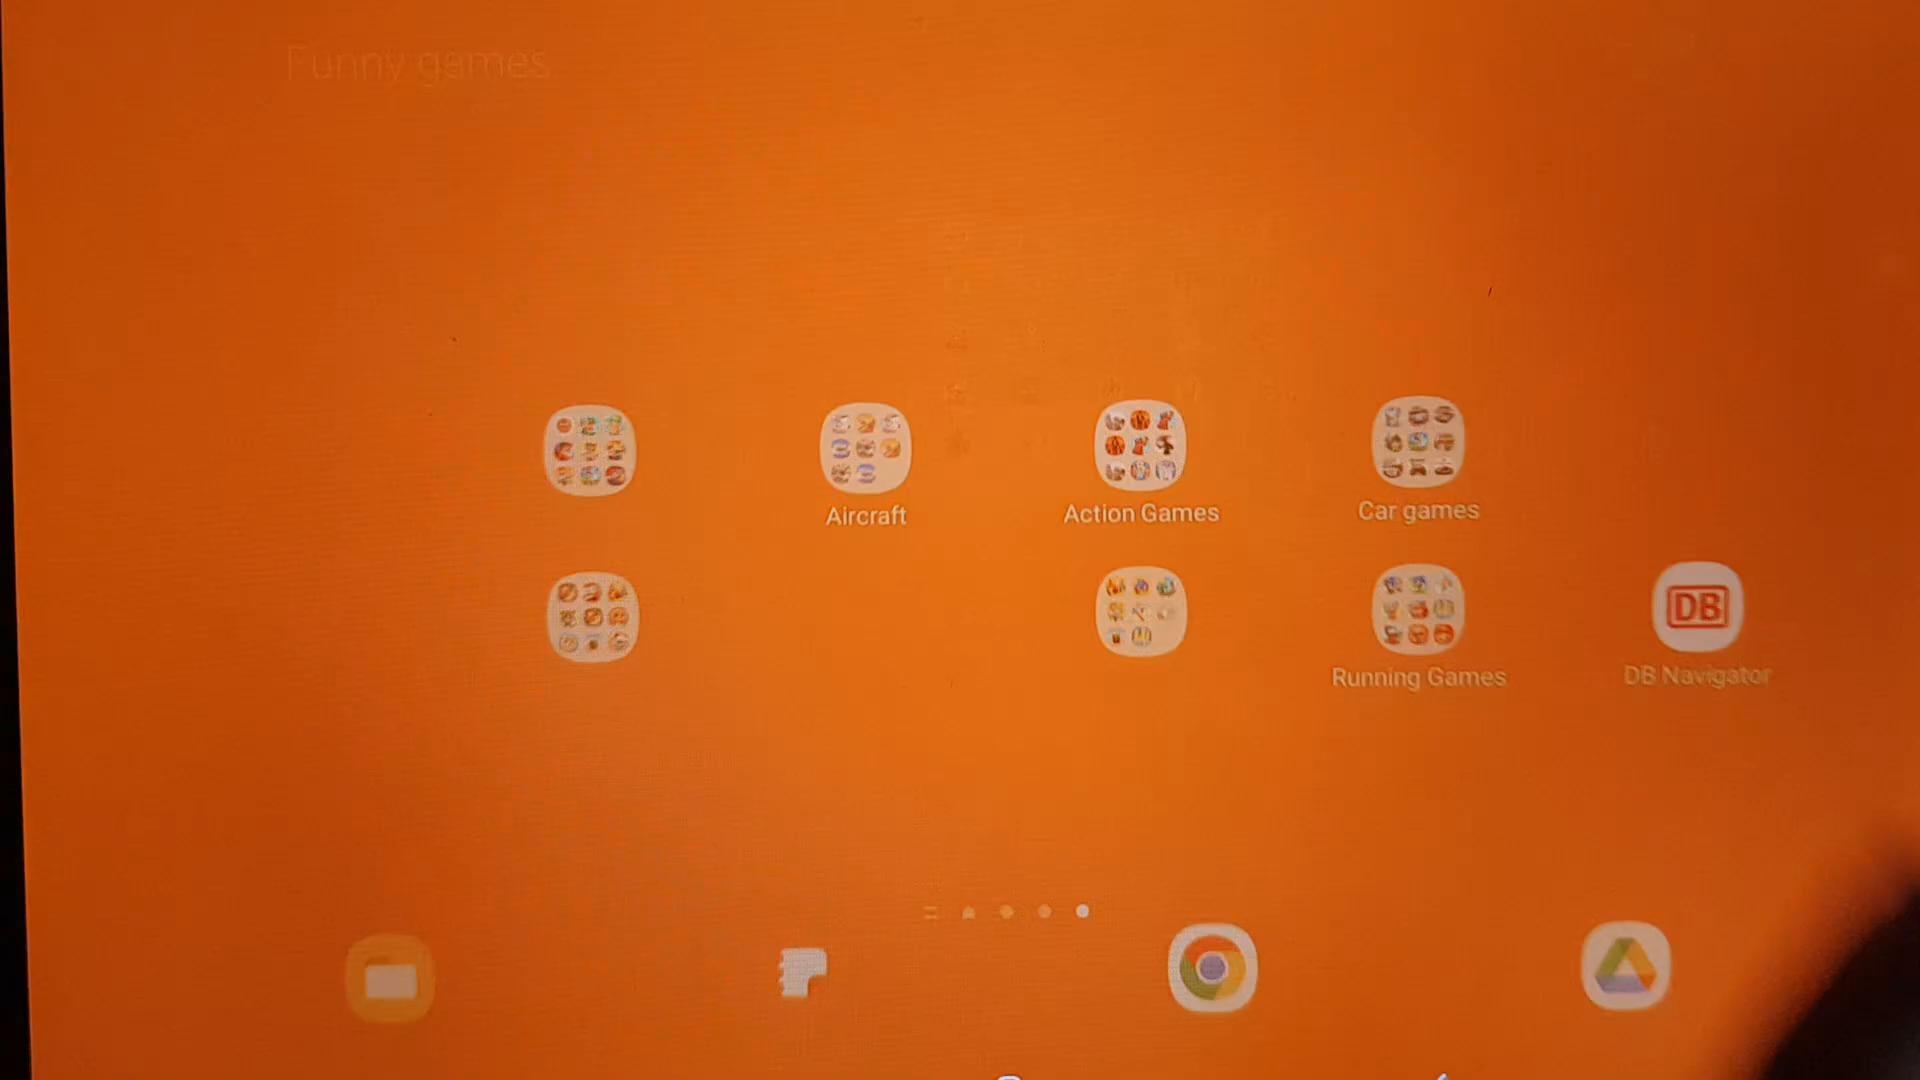 Funny games
Aircraft
Action Games
Car games
DB
Running Games
DB Navigator